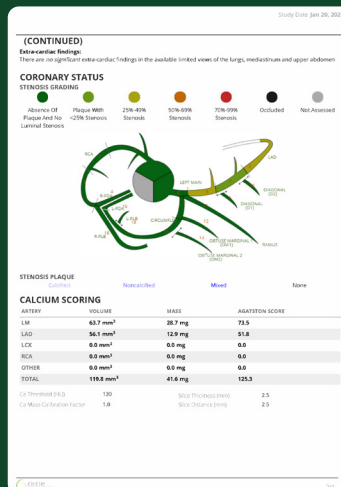 Study Date Jan 20, 202
(CONTINUED)
Extra-cardiac findings:
There are no significant extra-cardiac findings in the available limited views of the lungs, mediastinum and upper abdomen
CORONARY STATUS
STENOSIS GRADING
Absence Of Plaque And No Luminal Stenosis
Plaque With <25% Stenosis
25%-49% Stenosis
50%-69% Stenosis
70%-99% Stenosis
Occluded
Not Assessed
RCA
LAD
LEFT MAIN
DIAGONAL (D2)
DIAGONAL (D1)
R-PDA
L-PDA
L-PLB
R-PLB
CIRCUMFLEX
12
OBTUSE MARGINAL (OM1)
RAMUS
OBTUSE MARGINAL 2 (OM2)
STENOSIS PLAQUE
Calcified Noncalcified Mixed None
CALCIUM SCORING
ARTERY VOLUME MASS AGATSTON SCORE
LM 63.7 mm³ 28.7 mg 73.5
LAD 56.1 mm³ 12.9 mg 51.8
LCX 0.0 mm³ 0.0 mg 0.0
RCA 0.0 mm³ 0.0 mg 0.0
OTHER 0.0 mm³ 0.0 mg 0.0
TOTAL 119.8 mm³ 41.6 mg 125.3
Ca Threshold (HU) 130 Slice Thickness (mm) 2.5
Ca Mass Calibration Factor 1.0 Slice Distance (mm) 2.5